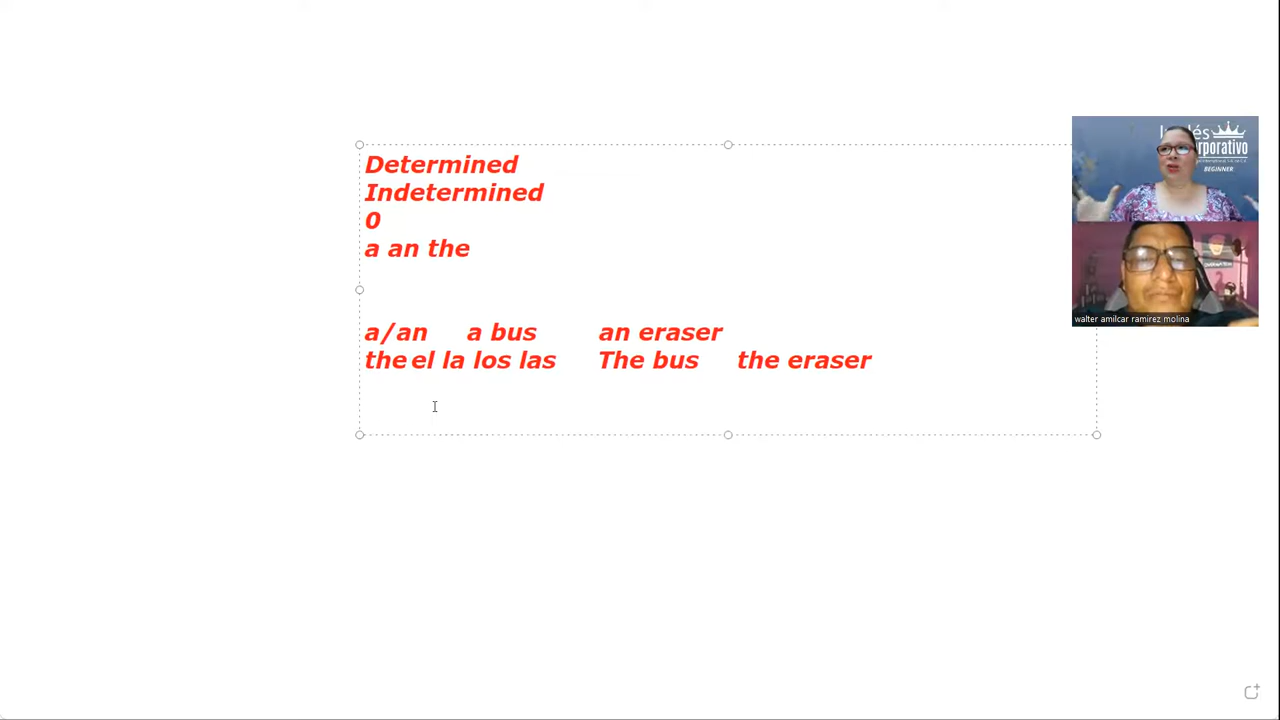 Determined
Indetermined
0
a an the
a/an a bus an eraser
the el la los las The bus the eraser
BEGINNER
walter amilcar ramirez molina